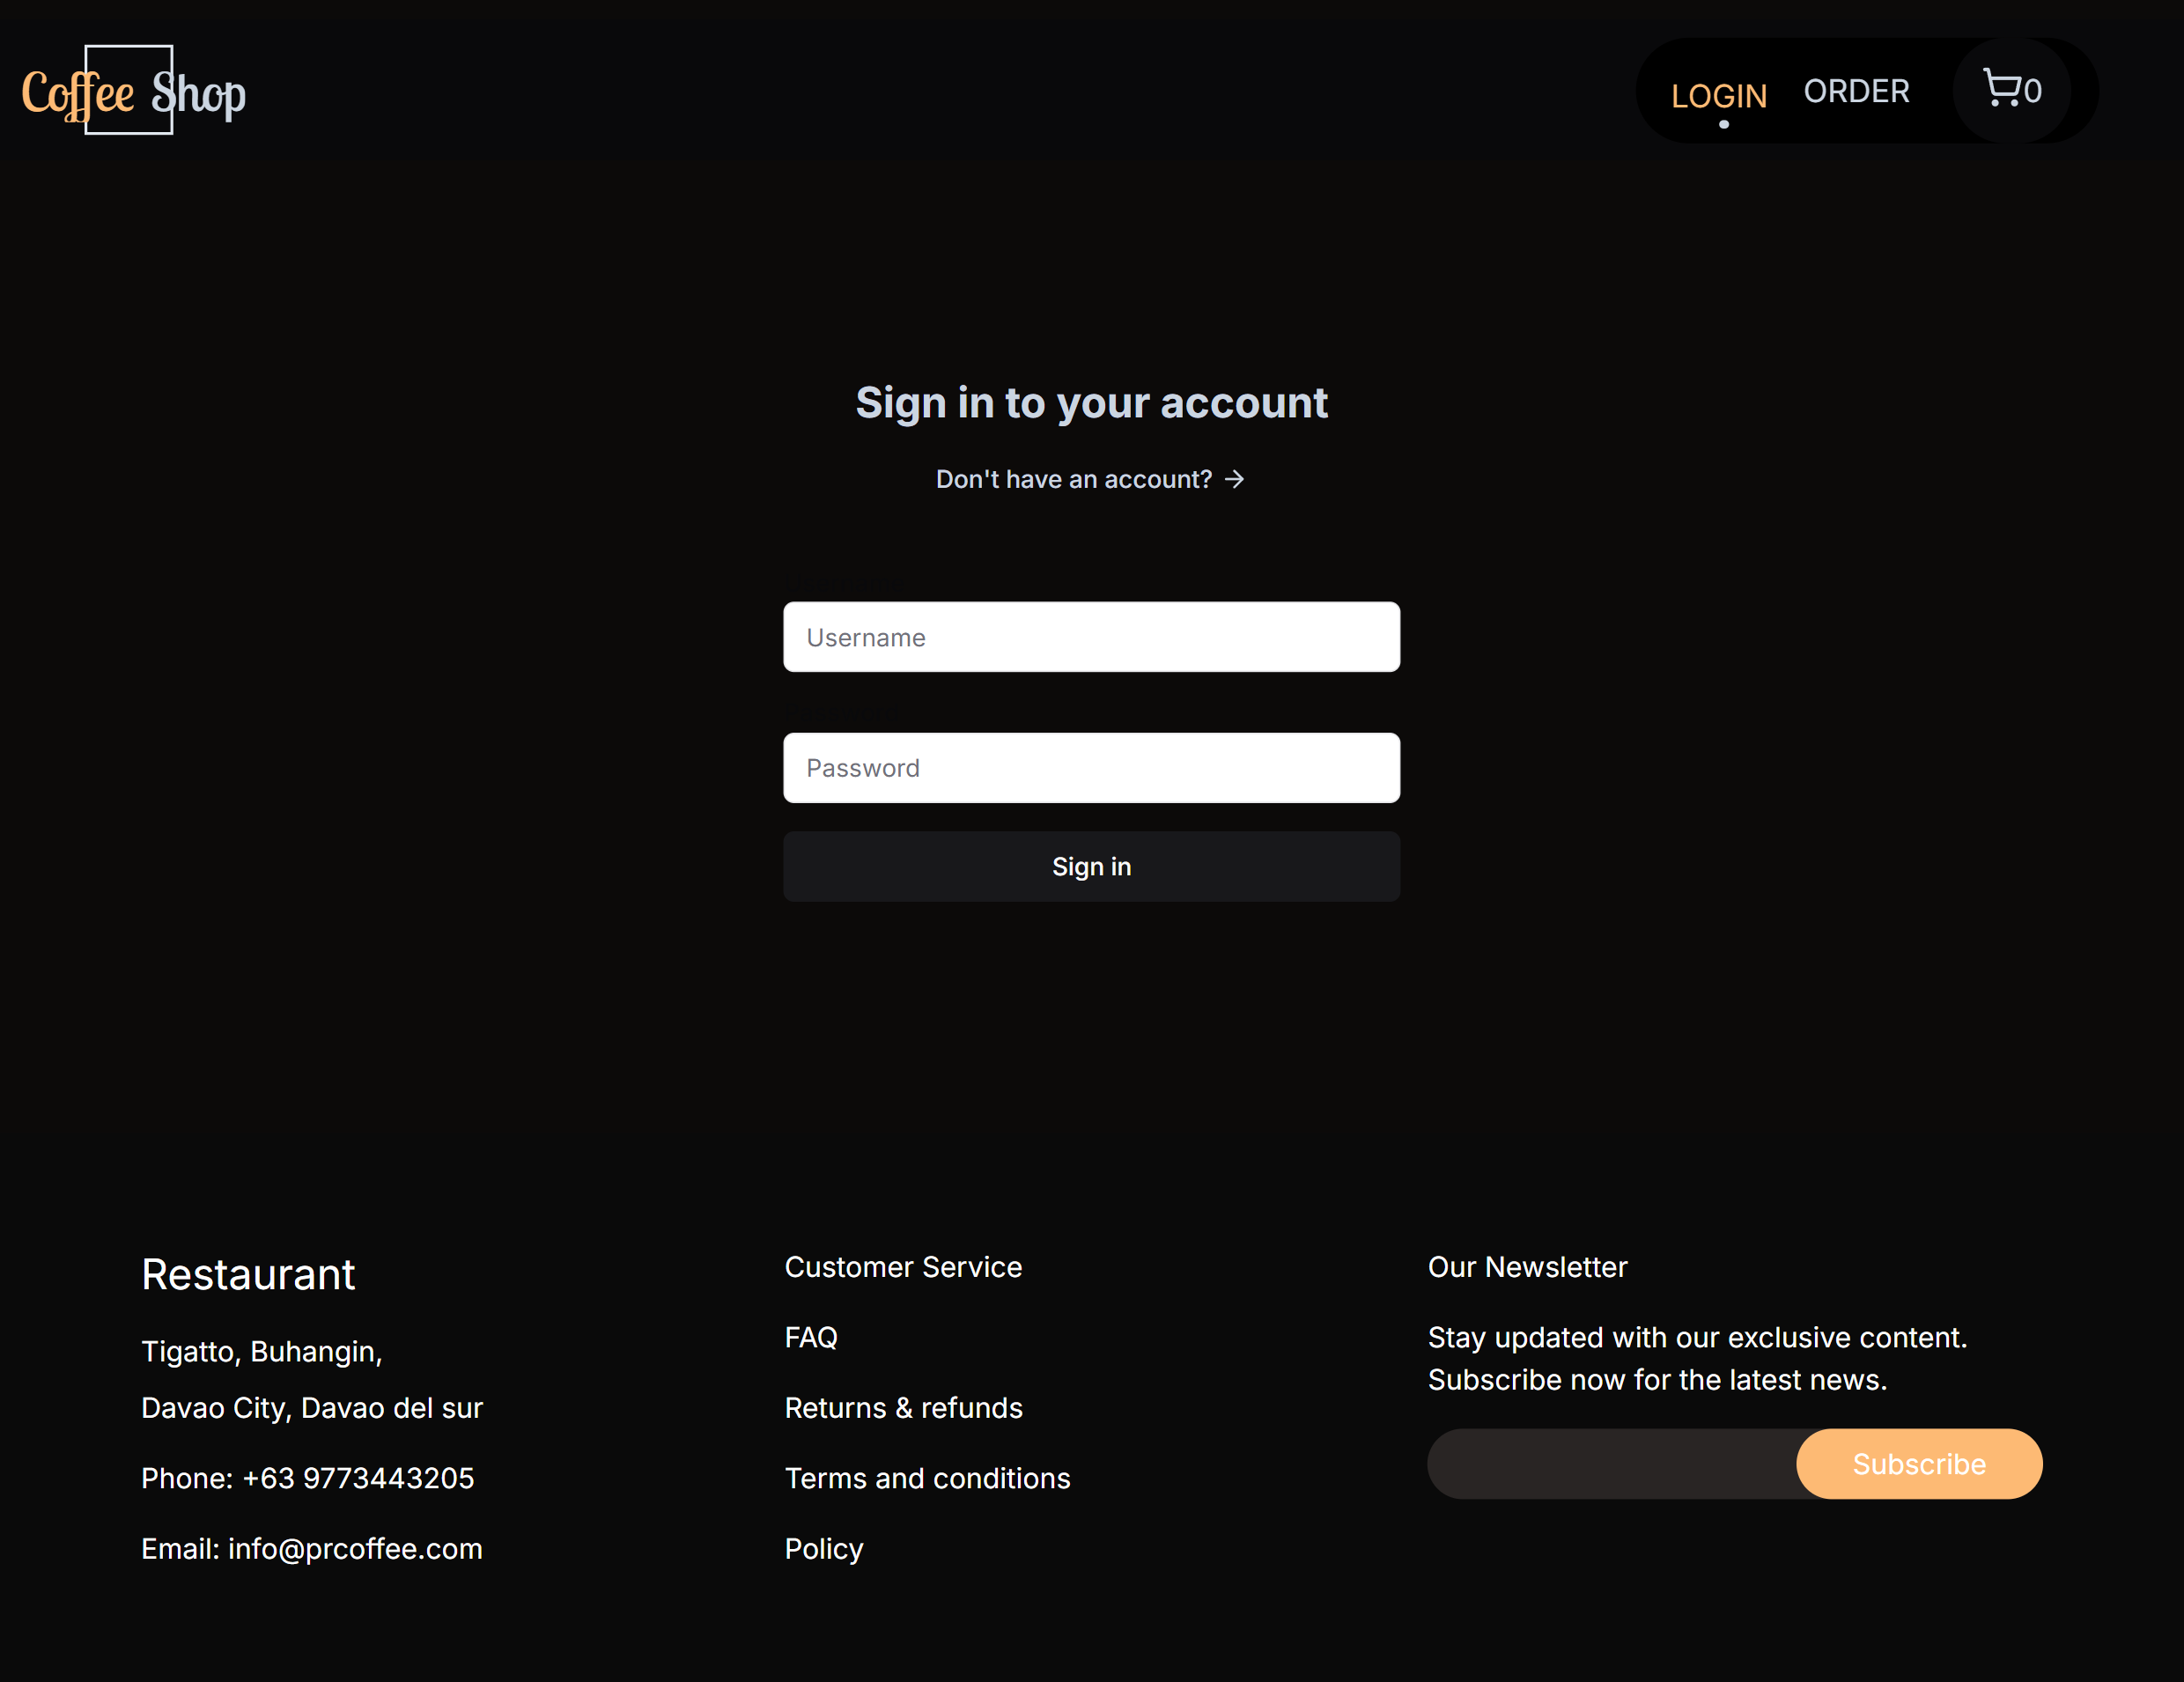 Coffee Shop
LOGIN
ORDER
0
Sign in to your account
Don't have an account? →
Username
Password
Sign in
Restaurant
Tigatto, Buhangin,
Davao City, Davao del sur
Phone: +63 9773443205
Email: info@prcoffee.com
Customer Service
FAQ
Returns & refunds
Terms and conditions
Policy
Our Newsletter
Stay updated with our exclusive content.
Subscribe now for the latest news.
Subscribe